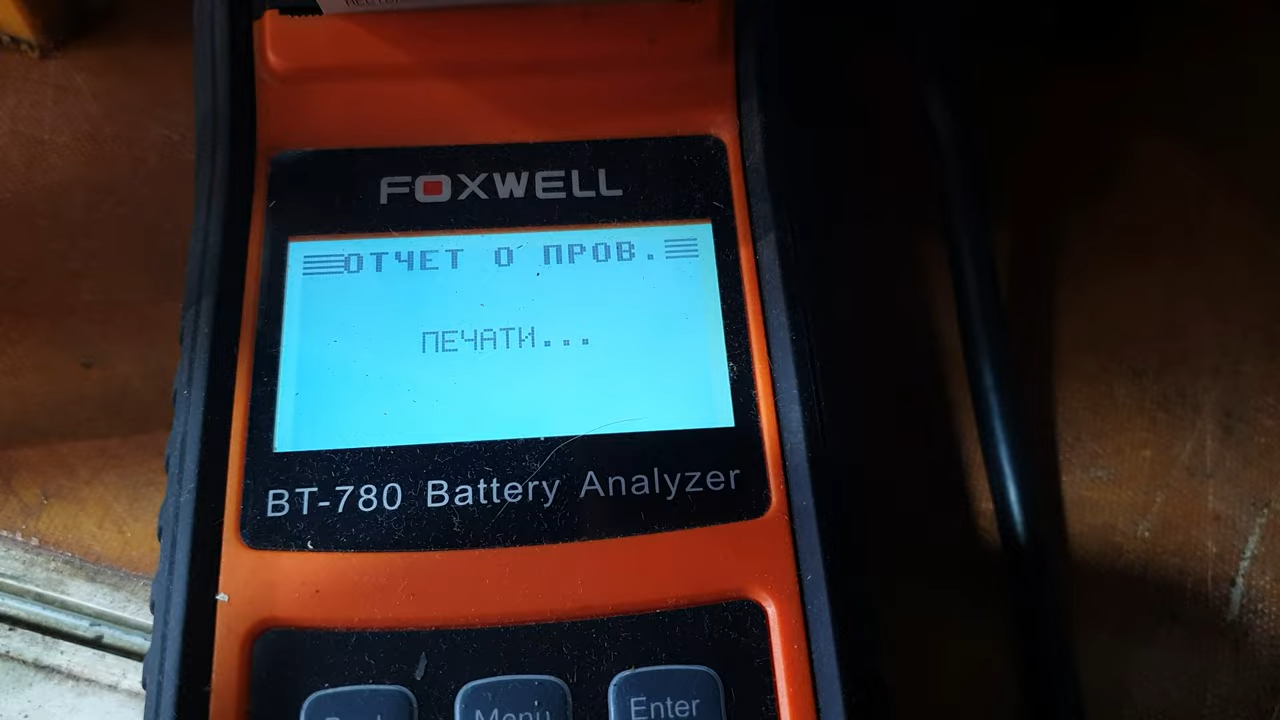 FOXWELL
ОТЧЕТ О ПРОВ.
ПЕЧАТИ...
BT-780 Battery Analyzer
Menu
Enter